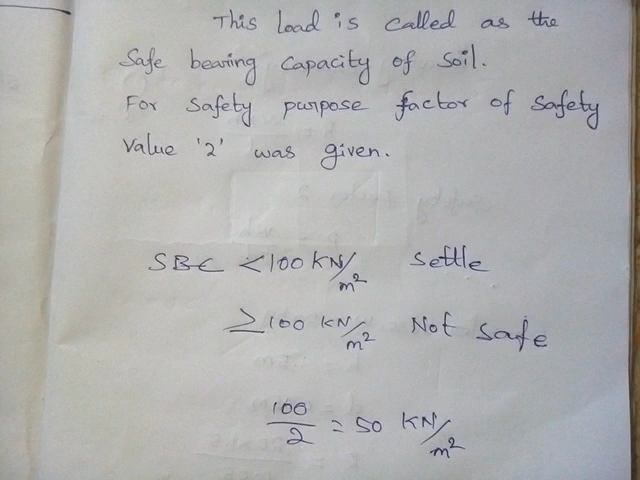 This load is called as the
Safe bearing capacity of soil.
For safety purpose factor of safety
value '2' was given.
SBC <100 KN/m² settle
≥100 KN/m² Not safe
100/2 = 50 KN/m²